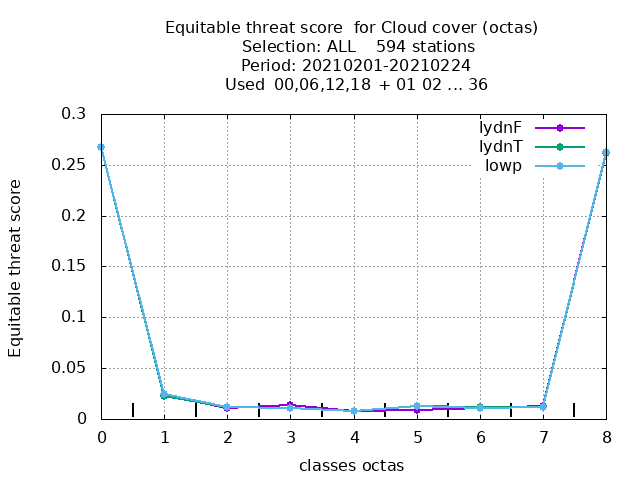 Equitable threat score  for Cloud cover (octas)
Selection: ALL    594 stations
Period: 20210201-20210224
Used  00,06,12,18 + 01 02 ... 36
lydnF
lydnT
lowp
0.3
0.25
0.2
0.15
0.1
0.05
0
Equitable threat score
0 1 2 3 4 5 6 7 8
classes octas